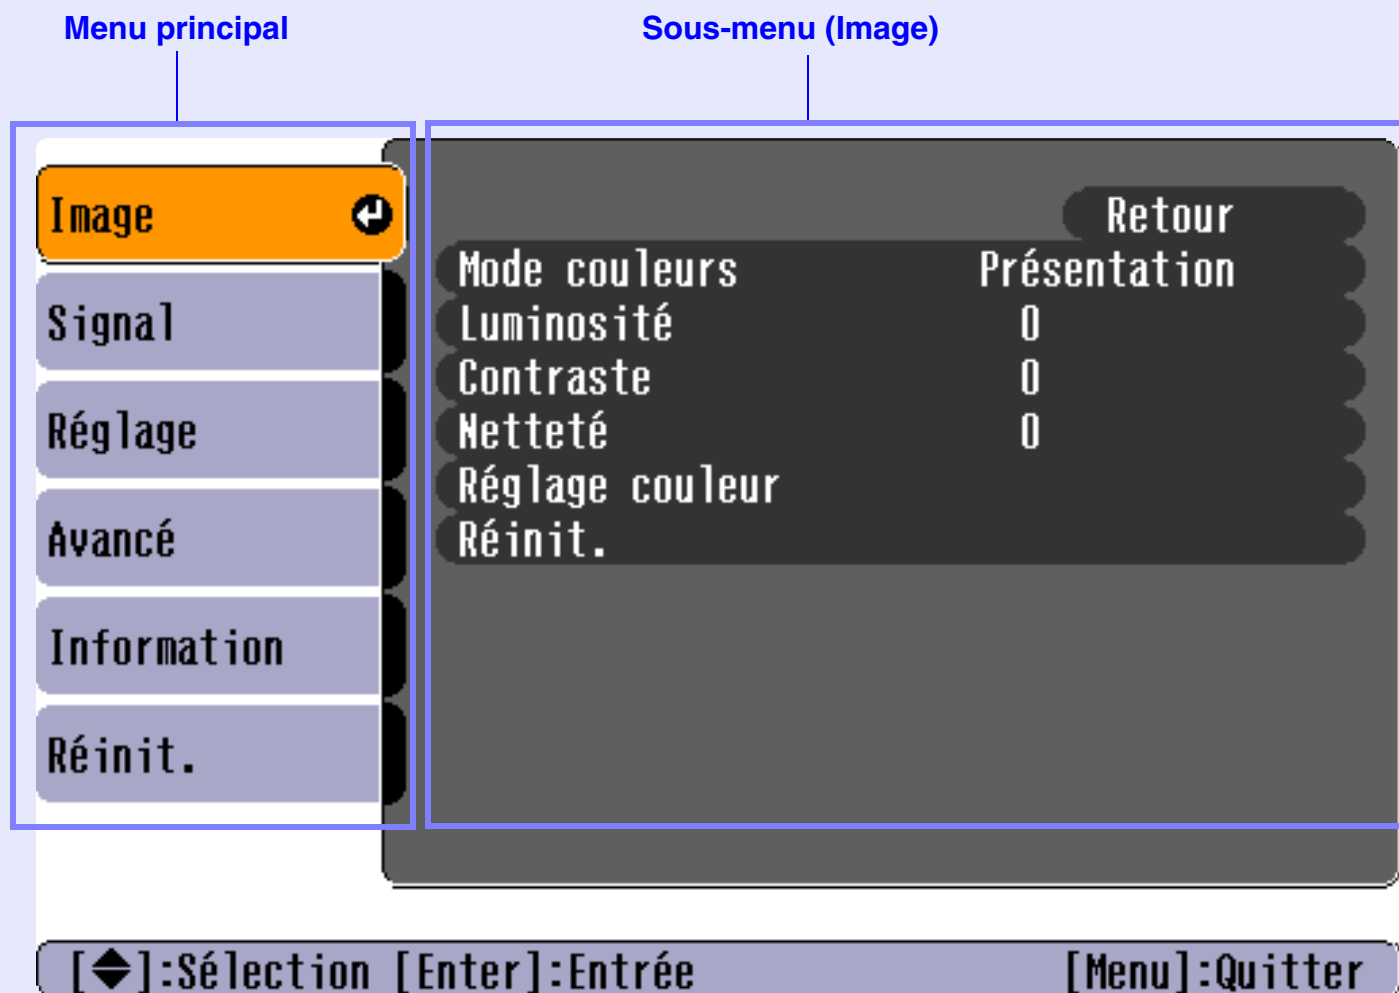 Menu principal
Sous-menu (Image)
Image
Signal
Réglage
Avancé
Information
Réinit.
Retour
Mode couleurs Présentation
Luminosité 0
Contraste 0
Netteté 0
Réglage couleur
Réinit.
[◆]:Sélection [Enter]:Entrée [Menu]:Quitter